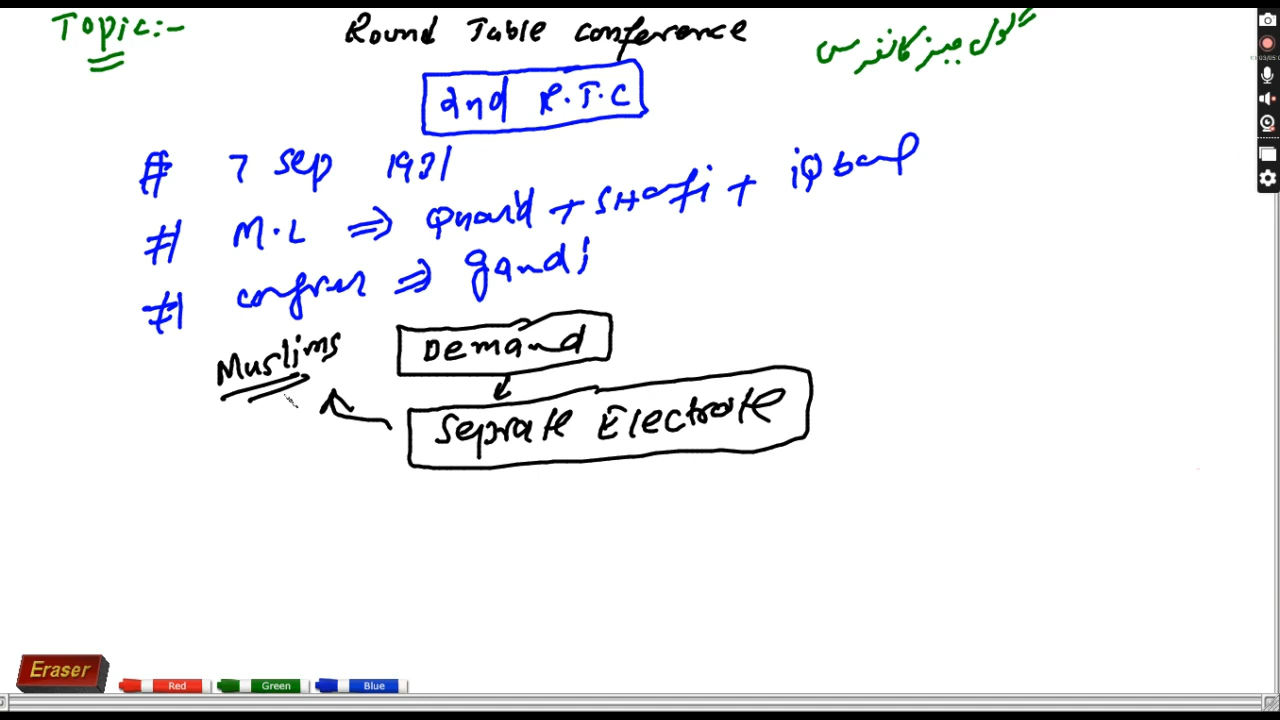 Topic:- Round Table conference گول میز کانفرنس
2nd R.T.C
# 7 sep 1931
# M.L ⇒ Quaid + SHafi + iQbal
# congress ⇒ gandi
Muslims Demand
Seprate Electrote
Eraser Red Green Blue